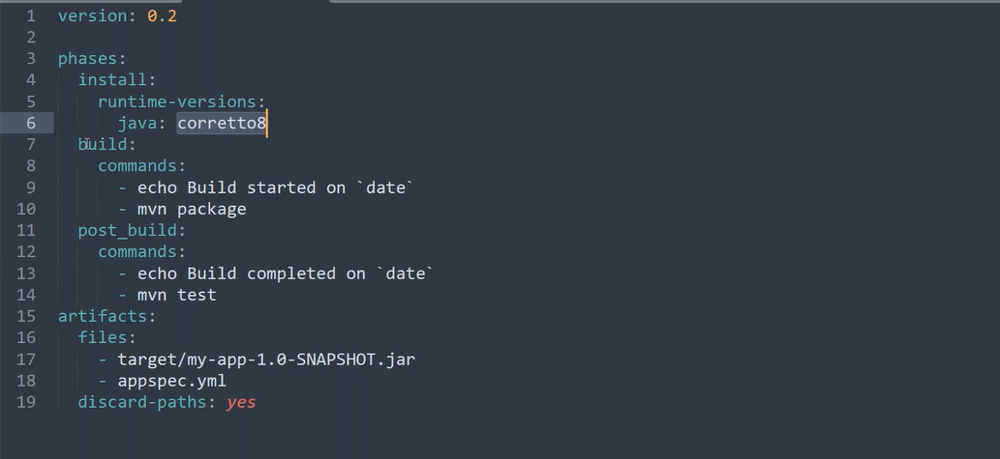 1 version: 0.2
2
3 phases:
4   install:
5     runtime-versions:
6       java: corretto8
7   build:
8     commands:
9       - echo Build started on `date`
10       - mvn package
11   post_build:
12     commands:
13       - echo Build completed on `date`
14       - mvn test
15 artifacts:
16   files:
17     - target/my-app-1.0-SNAPSHOT.jar
18     - appspec.yml
19   discard-paths: yes